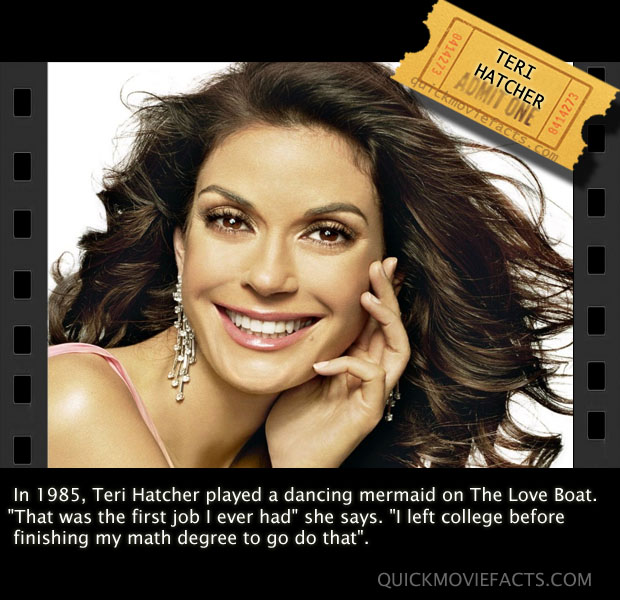 8414273
TERI
HATCHER
ADMIT ONE
quickmoviefacts.com
8414273
In 1985, Teri Hatcher played a dancing mermaid on The Love Boat.
"That was the first job I ever had" she says. "I left college before
finishing my math degree to go do that".
QUICKMOVIEFACTS.COM